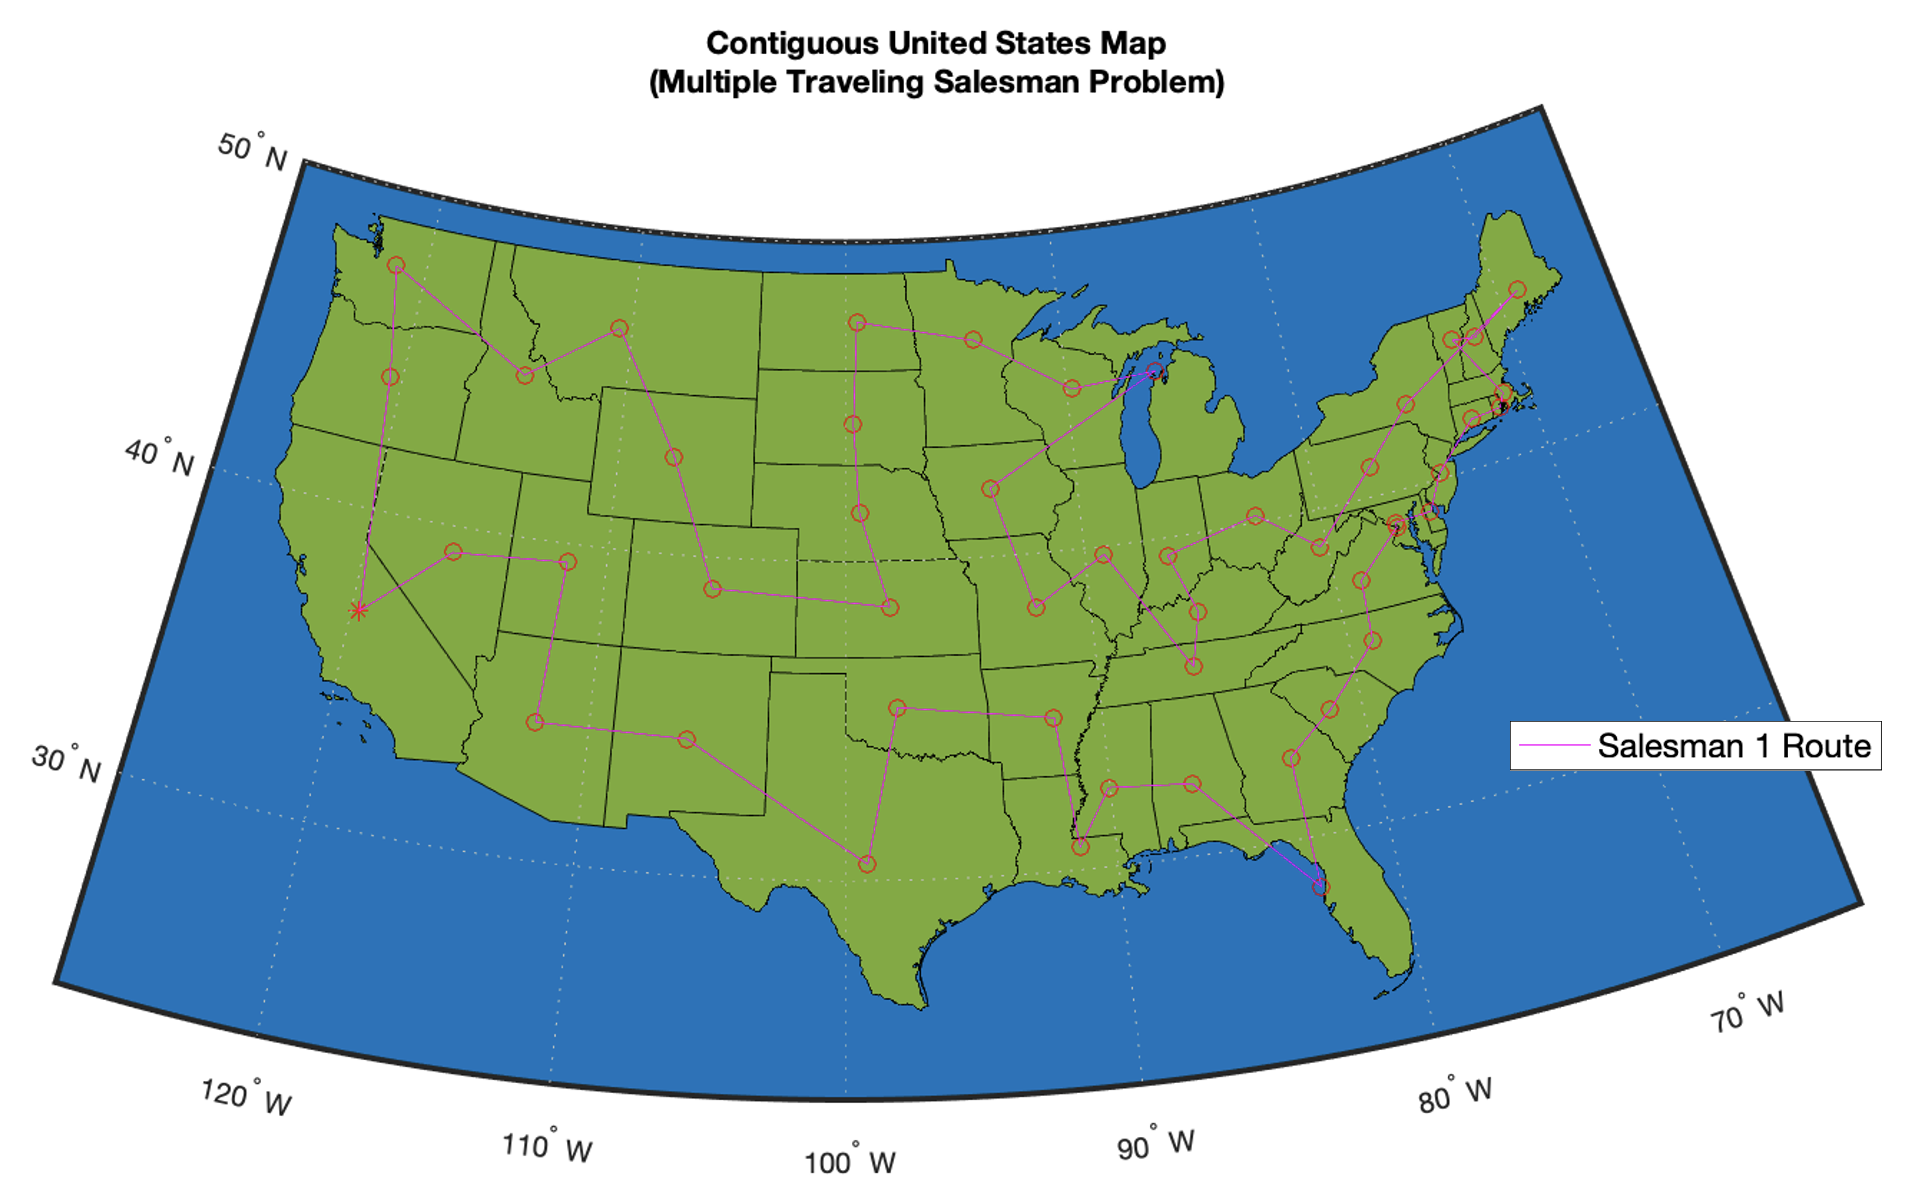 Contiguous United States Map
(Multiple Traveling Salesman Problem)
50° N
40° N
30° N
Salesman 1 Route
120° W
110° W
100° W
90° W
80° W
70° W